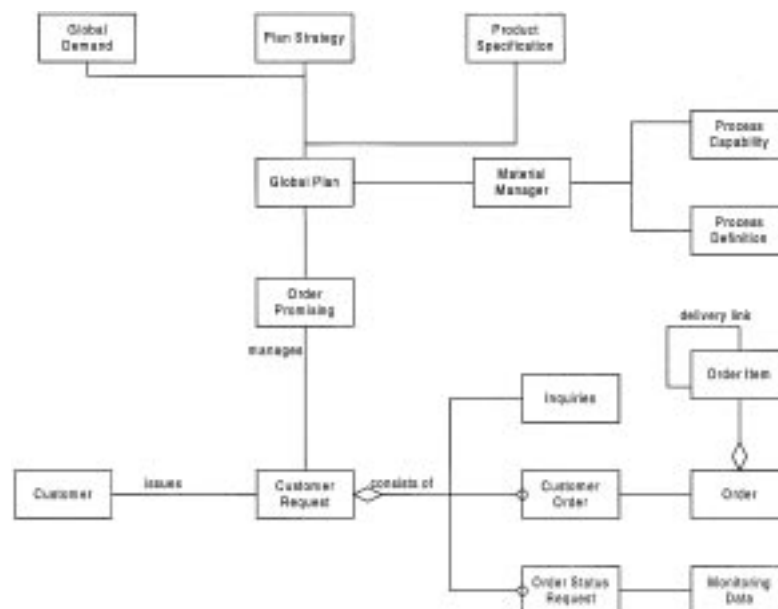 Global
Demand
Plan Strategy
Product
Specification
Process
Capability
Global Plan
Material
Manager
Process
Definition
Order
Promising
manages
delivery link
Order Item
Inquiries
Customer
issues
Customer
Request
consists of
Customer
Order
Order
Order Status
Request
Monitoring
Data